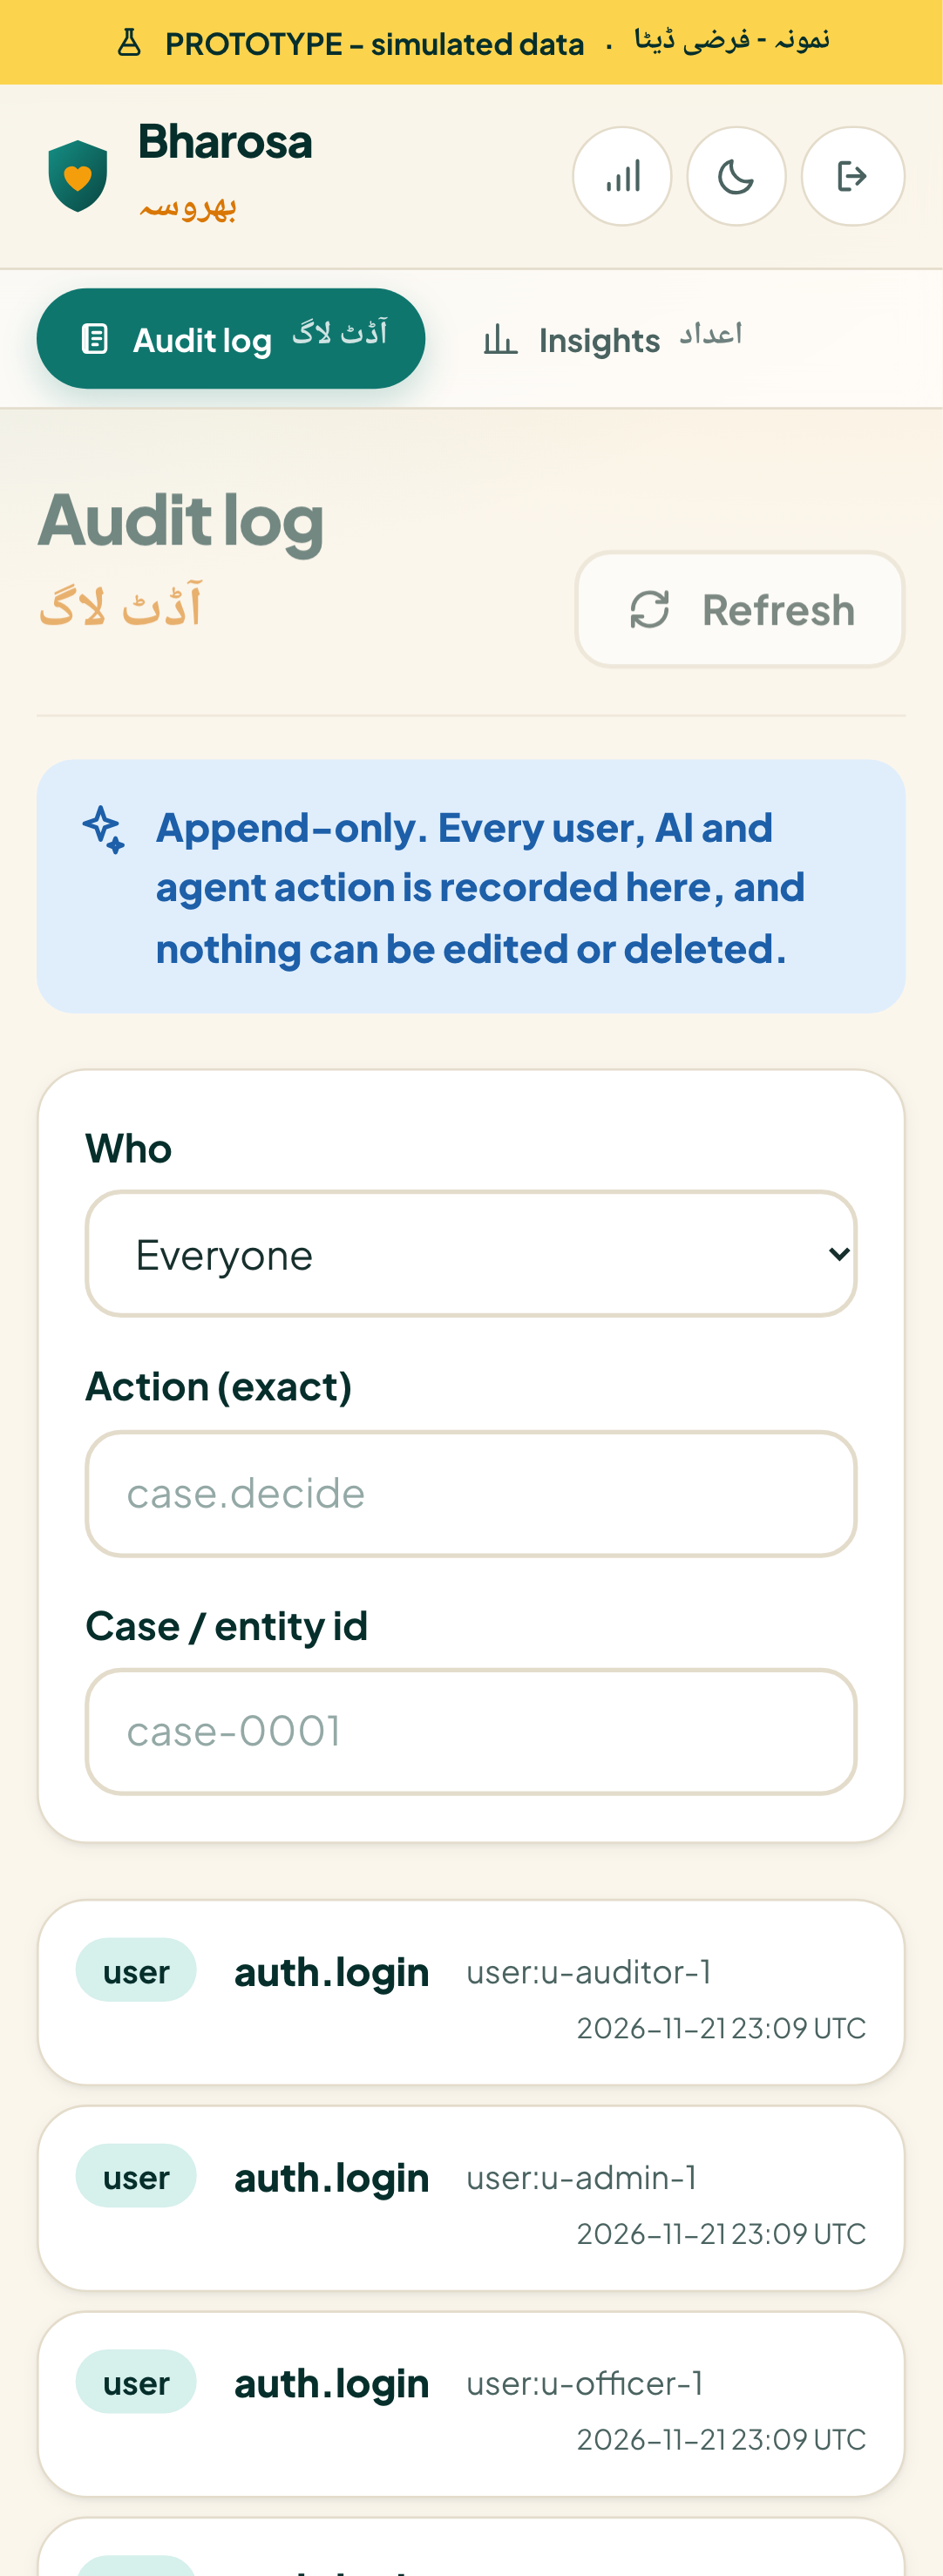 PROTOTYPE – simulated data · نمونہ - فرضی ڈیٹا
Bharosa
بھروسہ
Audit log آڈٹ لاگ
Insights اعداد
Audit log
آڈٹ لاگ
Refresh
Append-only. Every user, AI and
agent action is recorded here, and
nothing can be edited or deleted.
Who
Everyone
Action (exact)
case.decide
Case / entity id
case-0001
user auth.login user:u-auditor-1
2026-11-21 23:09 UTC
user auth.login user:u-admin-1
2026-11-21 23:09 UTC
user auth.login user:u-officer-1
2026-11-21 23:09 UTC